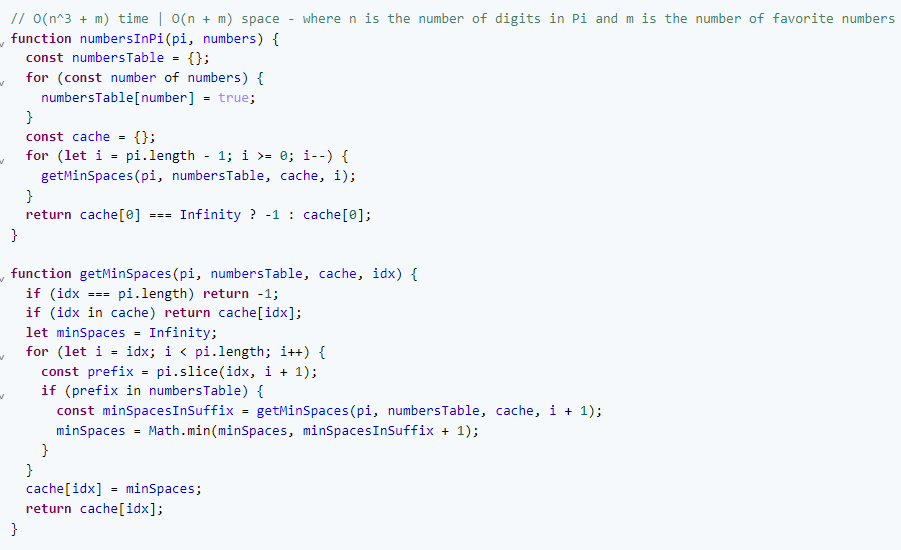 // O(n^3 + m) time | O(n + m) space - where n is the number of digits in Pi and m is the number of favorite numbers
function numbersInPi(pi, numbers) {
  const numbersTable = {};
  for (const number of numbers) {
    numbersTable[number] = true;
  }
  const cache = {};
  for (let i = pi.length - 1; i >= 0; i--) {
    getMinSpaces(pi, numbersTable, cache, i);
  }
  return cache[0] === Infinity ? -1 : cache[0];
}

function getMinSpaces(pi, numbersTable, cache, idx) {
  if (idx === pi.length) return -1;
  if (idx in cache) return cache[idx];
  let minSpaces = Infinity;
  for (let i = idx; i < pi.length; i++) {
    const prefix = pi.slice(idx, i + 1);
    if (prefix in numbersTable) {
      const minSpacesInSuffix = getMinSpaces(pi, numbersTable, cache, i + 1);
      minSpaces = Math.min(minSpaces, minSpacesInSuffix + 1);
    }
  }
  cache[idx] = minSpaces;
  return cache[idx];
}